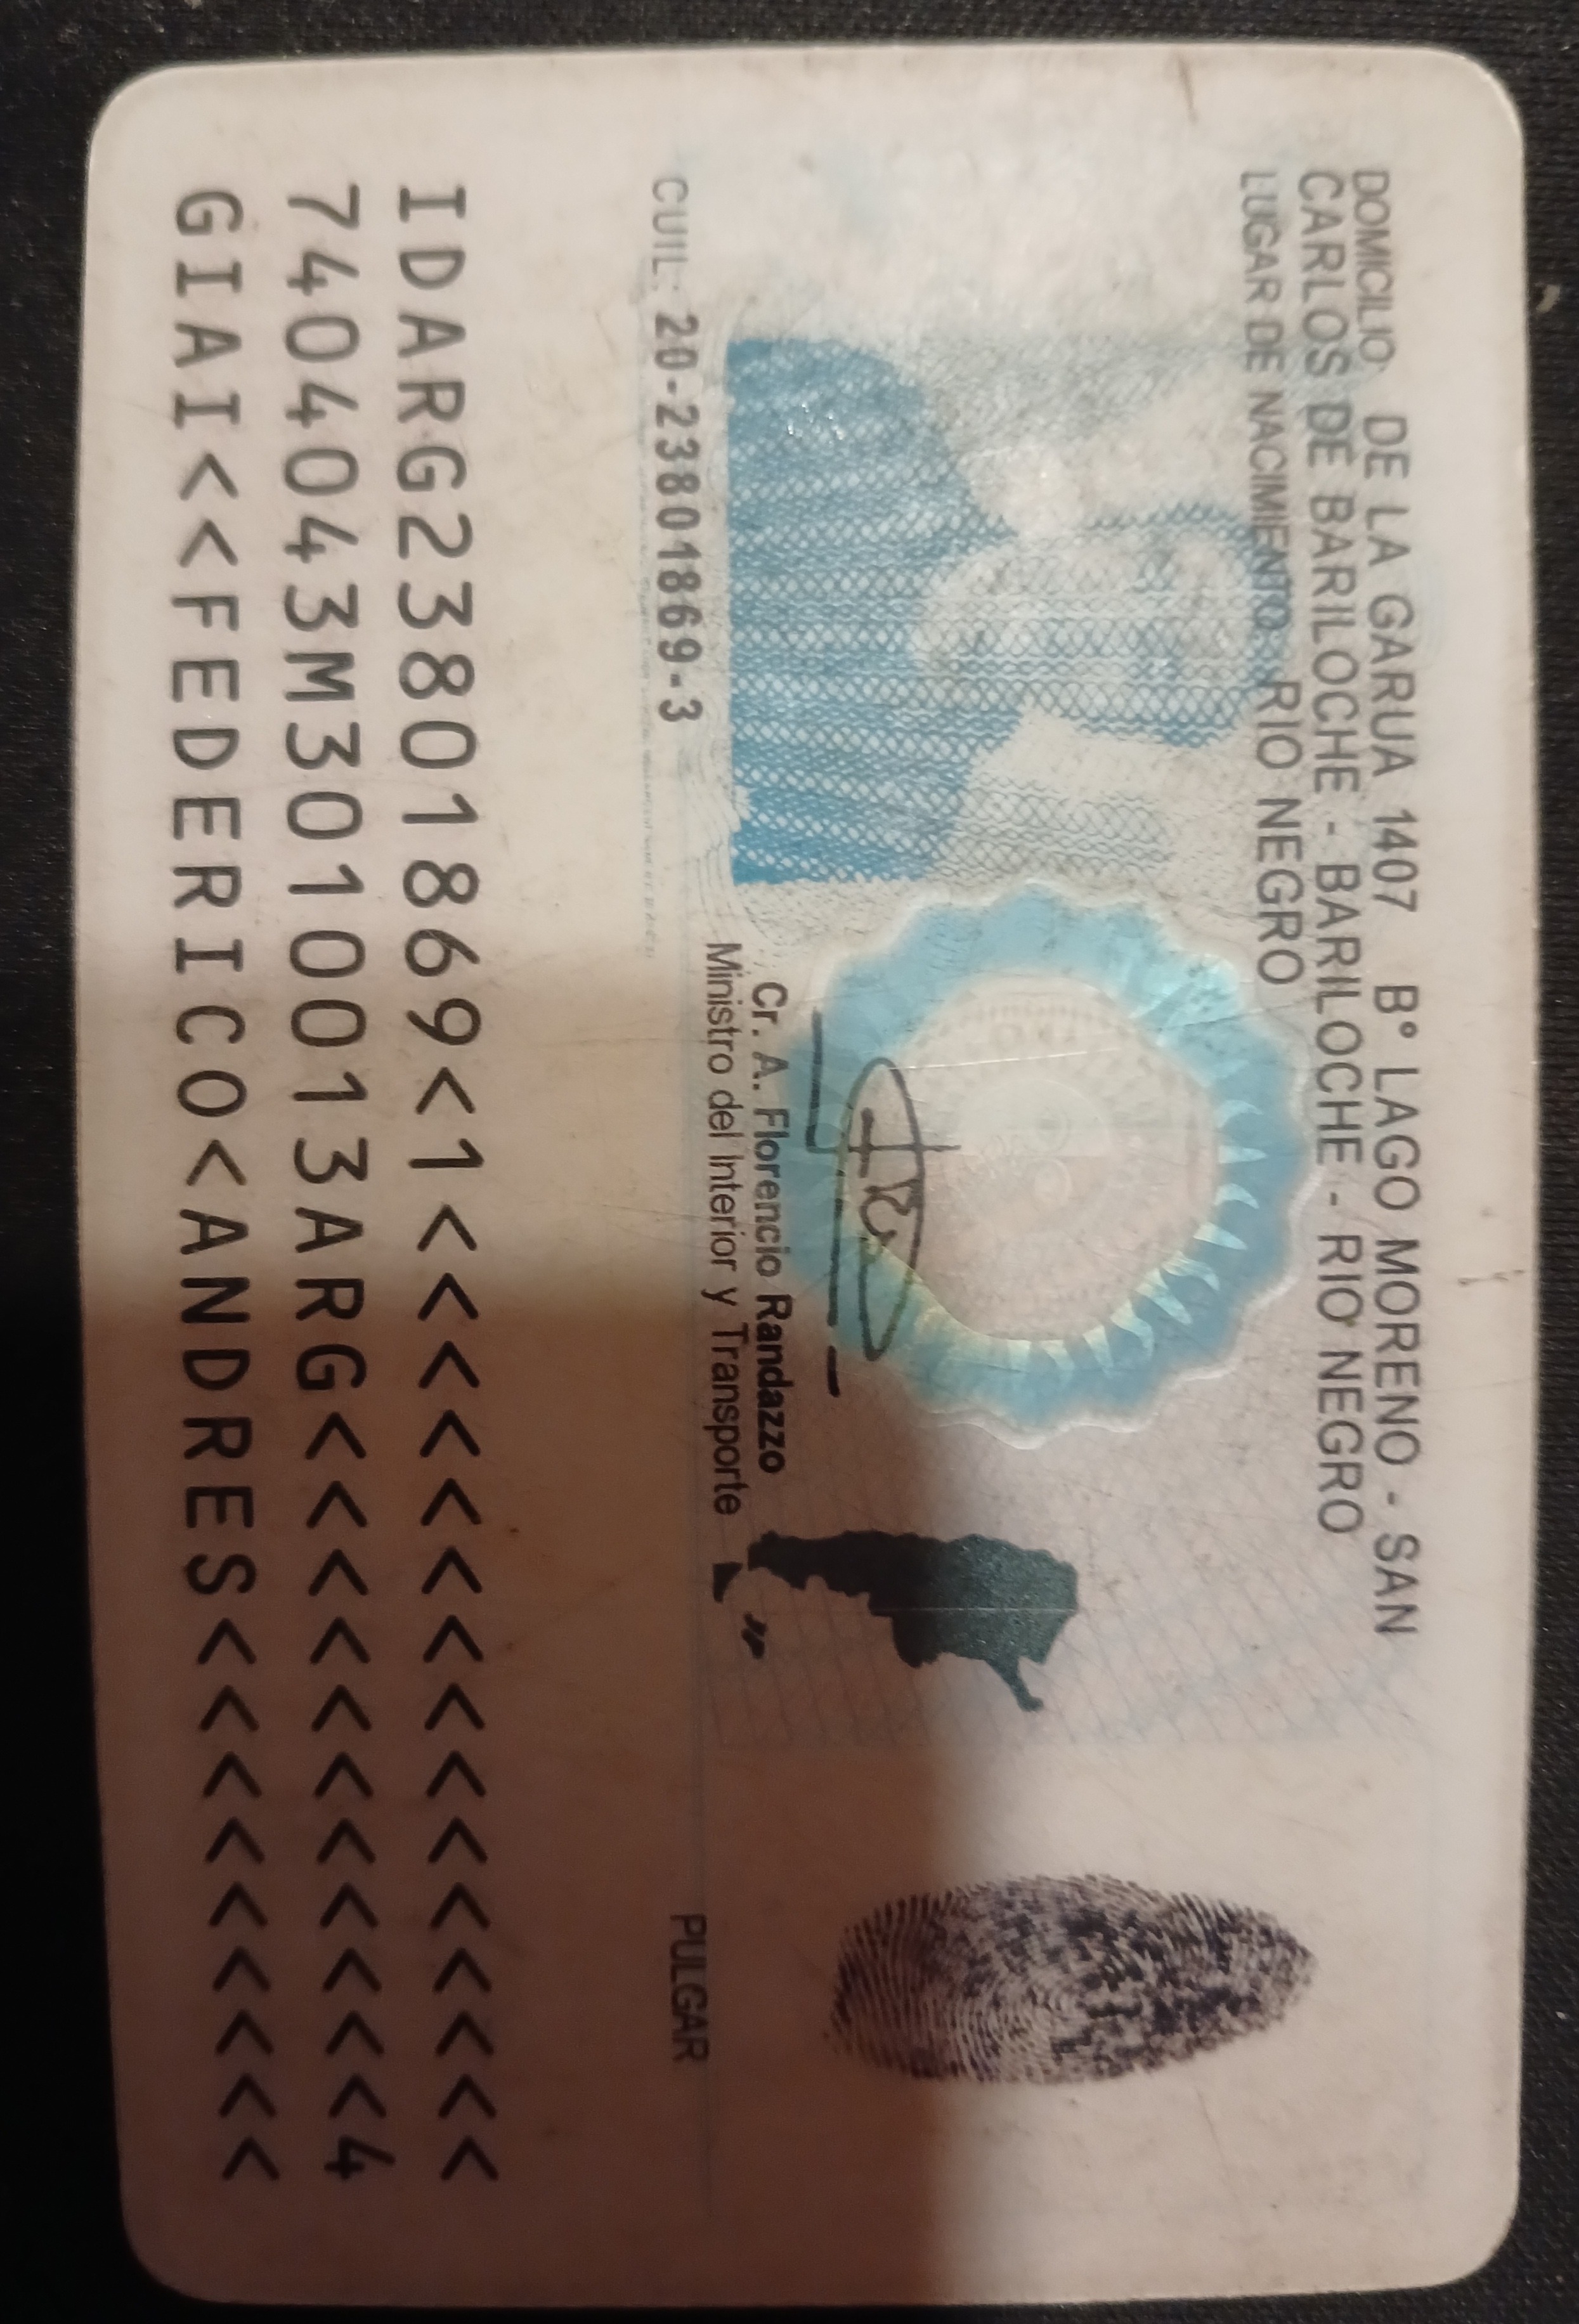 DOMICILIO: DE LA GARUA 1407 B° LAGO MORENO - SAN
CARLOS DE BARILOCHE - BARILOCHE - RIO NEGRO
LUGAR DE NACIMIENTO: RIO NEGRO
Cr. A. Florencio Randazzo
Ministro del Interior y Transporte
CUIL: 20-23801869-3
PULGAR
IDARG23801869<1<<<<<<<<<<<<<<<
7404043M3010013ARG<<<<<<<<<<<4
GIAI<<FEDERICO<ANDRES<<<<<<<<<